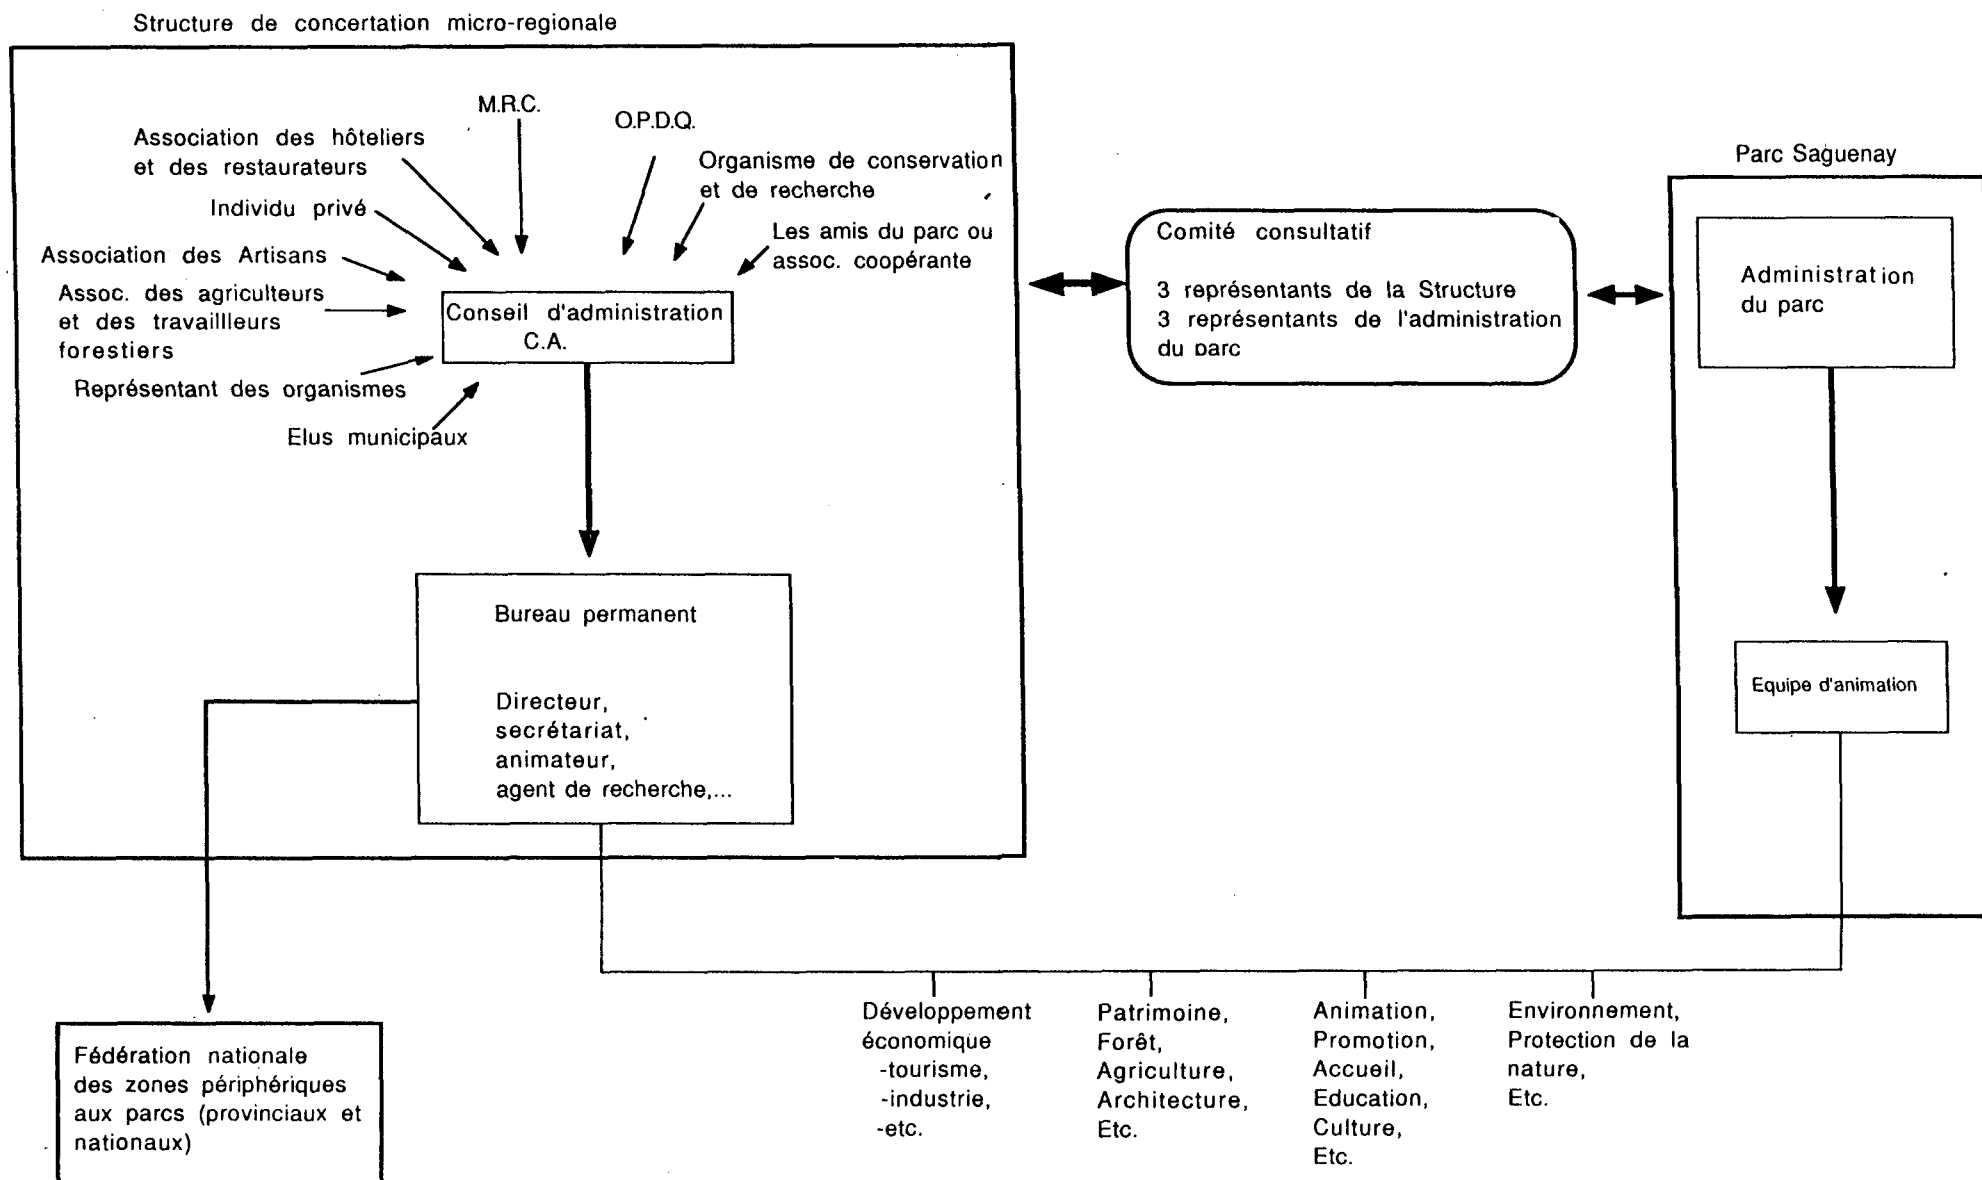 Structure de concertation micro-regionale
M.R.C.
O.P.D.Q.
Association des hôteliers
et des restaurateurs
Organisme de conservation
et de recherche
Individu privé
Les amis du parc ou
assoc. coopérante
Association des Artisans
Assoc. des agriculteurs
et des travaillleurs
forestiers
Conseil d'administration
C.A.
Représentant des organismes
Elus municipaux
Bureau permanent
Directeur,
secrétariat,
animateur,
agent de recherche,...
Comité consultatif
3 représentants de la Structure
3 représentants de l'administration
du parc
Parc Saguenay
Administration
du parc
Equipe d'animation
Fédération nationale
des zones périphériques
aux parcs (provinciaux et
nationaux)
Développement
économique
-tourisme,
-industrie,
-etc.
Patrimoine,
Forêt,
Agriculture,
Architecture,
Etc.
Animation,
Promotion,
Accueil,
Education,
Culture,
Etc.
Environnement,
Protection de la
nature,
Etc.